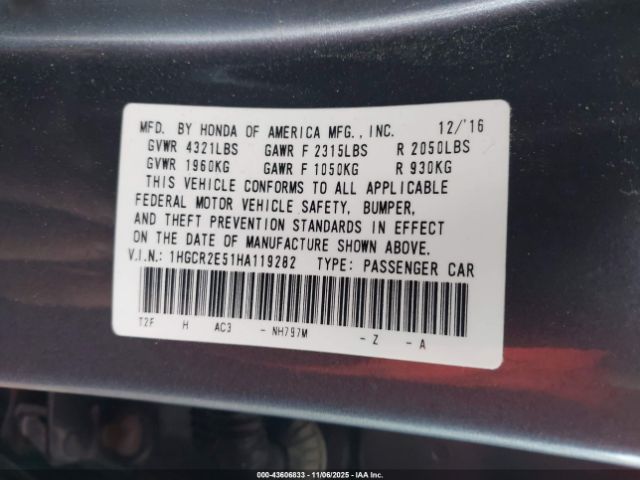 MFD. BY HONDA OF AMERICA MFG., INC. 12/'16
GVWR 4321LBS GAWR F 2315LBS R 2050LBS
GVWR 1960KG GAWR F 1050KG R 930KG
THIS VEHICLE CONFORMS TO ALL APPLICABLE
FEDERAL MOTOR VEHICLE SAFETY, BUMPER,
AND THEFT PREVENTION STANDARDS IN EFFECT
ON THE DATE OF MANUFACTURE SHOWN ABOVE.
V.I.N.: 1HGCR2E51HA119282 TYPE: PASSENGER CAR
T2F H AC3 - NH797M - Z - A
000-43606833 - 11/06/2025 - IAAI.COM